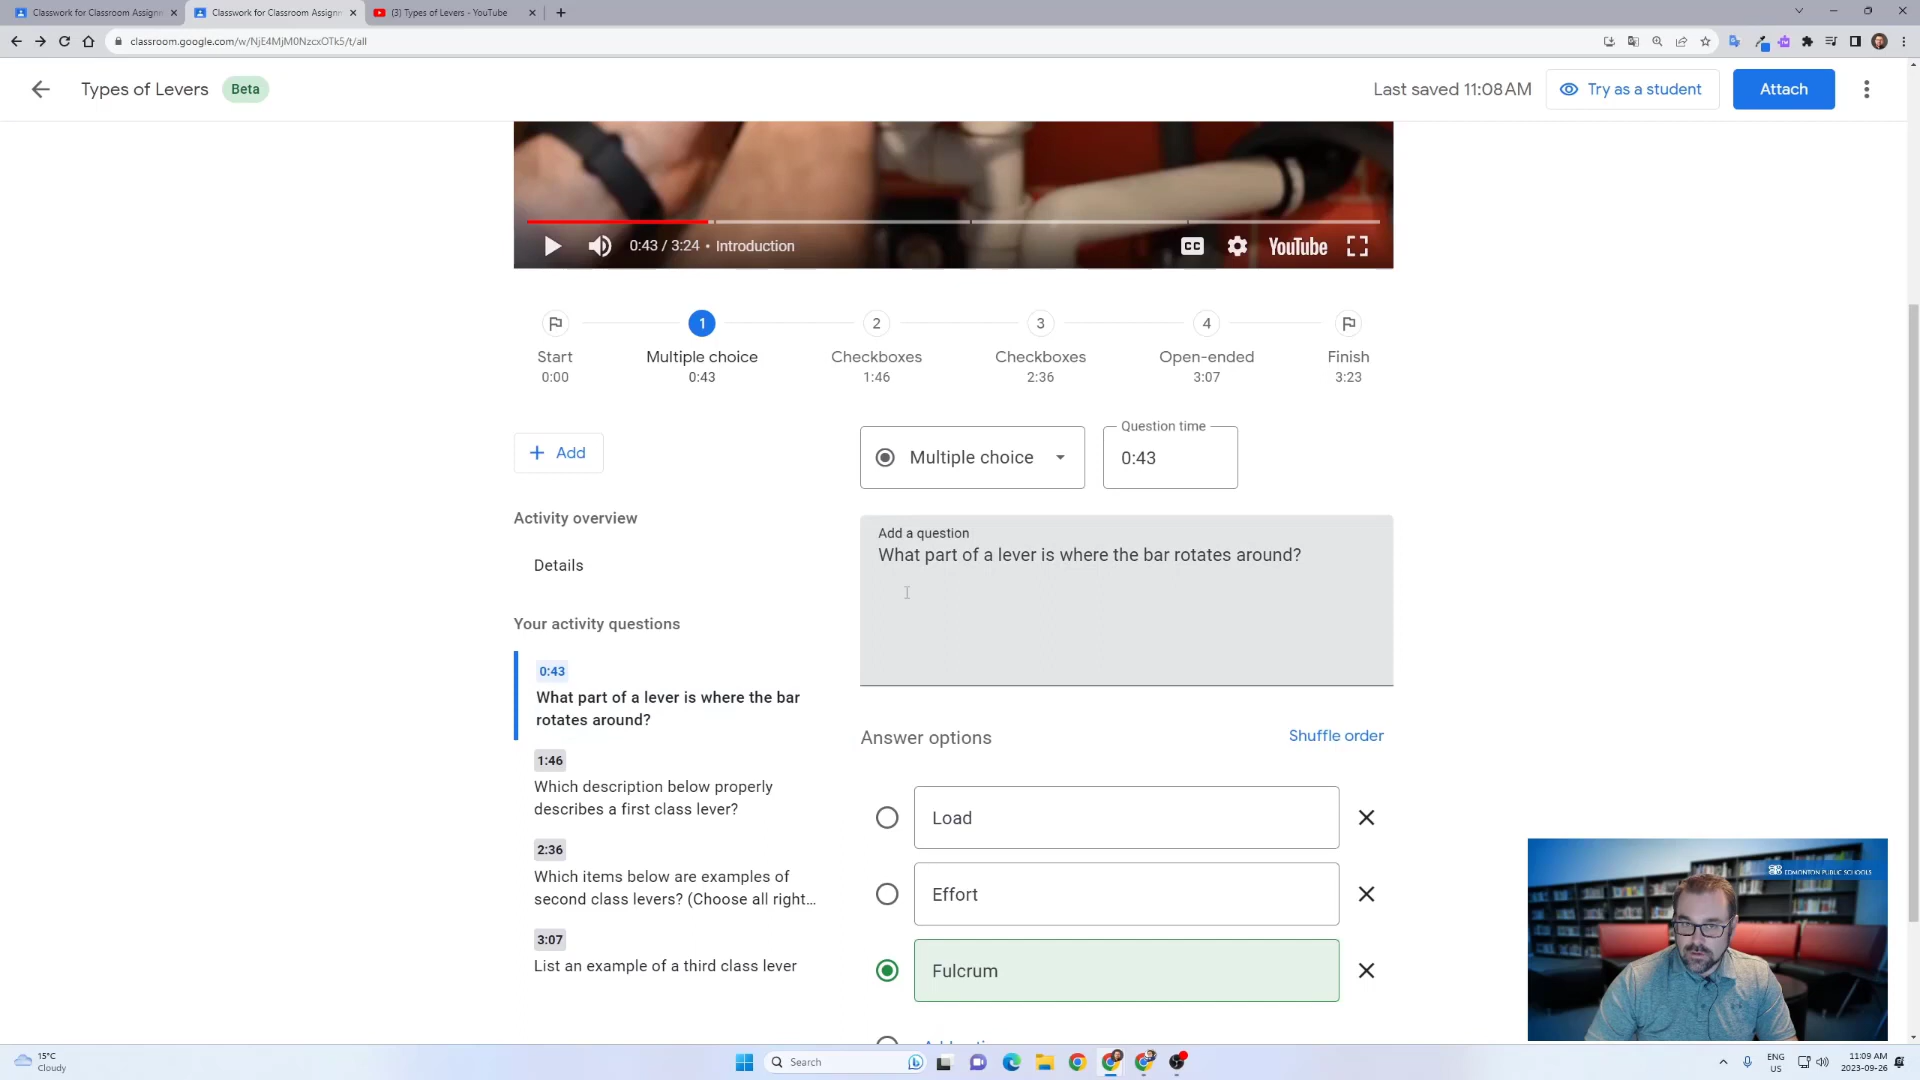 Classwork for Classroom Assignm
Classwork for Classroom Assignm
(3) Types of Levers - YouTube
classroom.google.com/w/NjE4MjM0NzcxOTk5/t/all
Types of Levers
Beta
Last saved 11:08 AM
Try as a student
Attach
0:43 / 3:24 • Introduction
CC
YouTube
1
2
3
4
Start
Multiple choice
Checkboxes
Checkboxes
Open-ended
Finish
0:00
0:43
1:46
2:36
3:07
3:23
Add
Multiple choice
Question time
0:43
Activity overview
Details
Add a question
What part of a lever is where the bar rotates around?
Your activity questions
0:43
What part of a lever is where the bar
rotates around?
1:46
Which description below properly
describes a first class lever?
2:36
Which items below are examples of
second class levers? (Choose all right...
3:07
List an example of a third class lever
Answer options
Shuffle order
Load
Effort
Fulcrum
EDMONTON PUBLIC SCHOOLS
15°C
Cloudy
Search
ENG
US
11:09 AM
2023-09-26